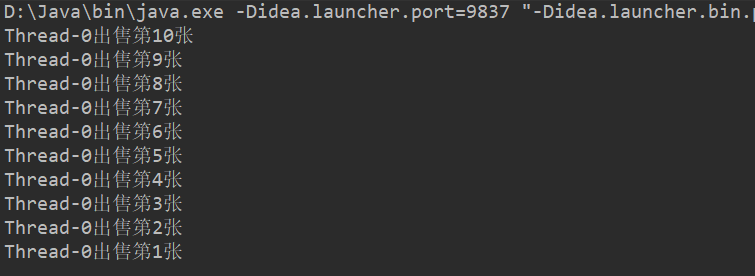 D:\Java\bin\java.exe -Didea.launcher.port=9837 "-Didea.launcher.bin.
Thread-0出售第10张
Thread-0出售第9张
Thread-0出售第8张
Thread-0出售第7张
Thread-0出售第6张
Thread-0出售第5张
Thread-0出售第4张
Thread-0出售第3张
Thread-0出售第2张
Thread-0出售第1张